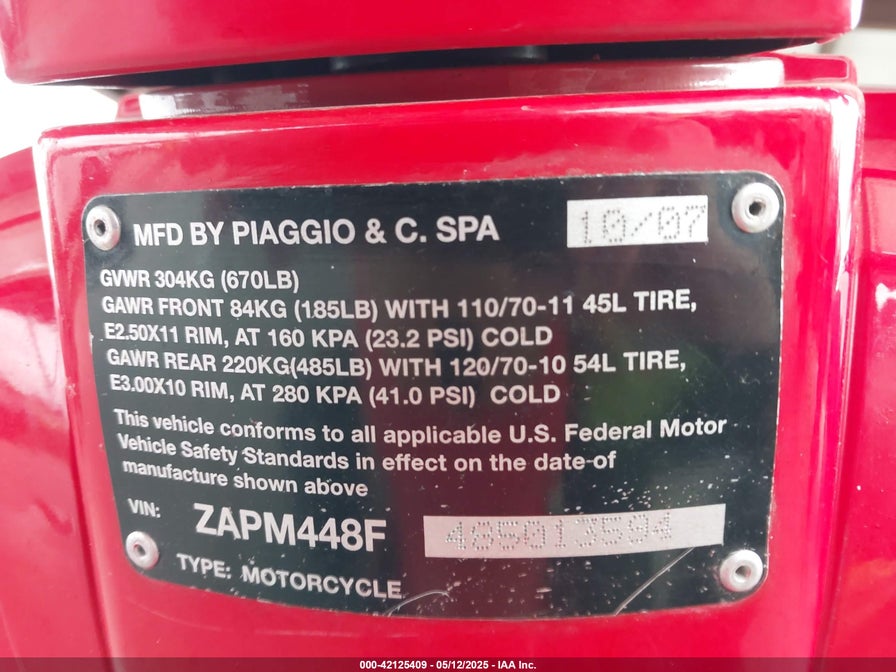 MFD BY PIAGGIO & C. SPA 10/07
GVWR 304KG (670LB)
GAWR FRONT 84KG (185LB) WITH 110/70-11 45L TIRE,
E2.50X11 RIM, AT 160 KPA (23.2 PSI) COLD
GAWR REAR 220KG(485LB) WITH 120/70-10 54L TIRE,
E3.00X10 RIM, AT 280 KPA (41.0 PSI) COLD
This vehicle conforms to all applicable U.S. Federal Motor
Vehicle Safety Standards in effect on the date of
manufacture shown above
VIN: ZAPM448F 485013504
TYPE: MOTORCYCLE
000-42125409 - 05/12/2025 - IAA Inc.